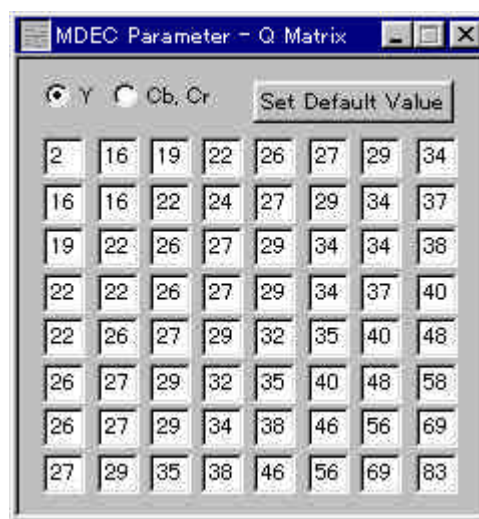 MDEC Parameter - Q Matrix
Y Cb, Cr Set Default Value
2 16 19 22 26 27 29 34
16 16 22 24 27 29 34 37
19 22 26 27 29 34 34 38
22 22 26 27 29 34 37 40
22 26 27 29 32 35 40 48
26 27 29 32 35 40 48 58
26 27 29 34 38 46 56 69
27 29 35 38 46 56 69 83